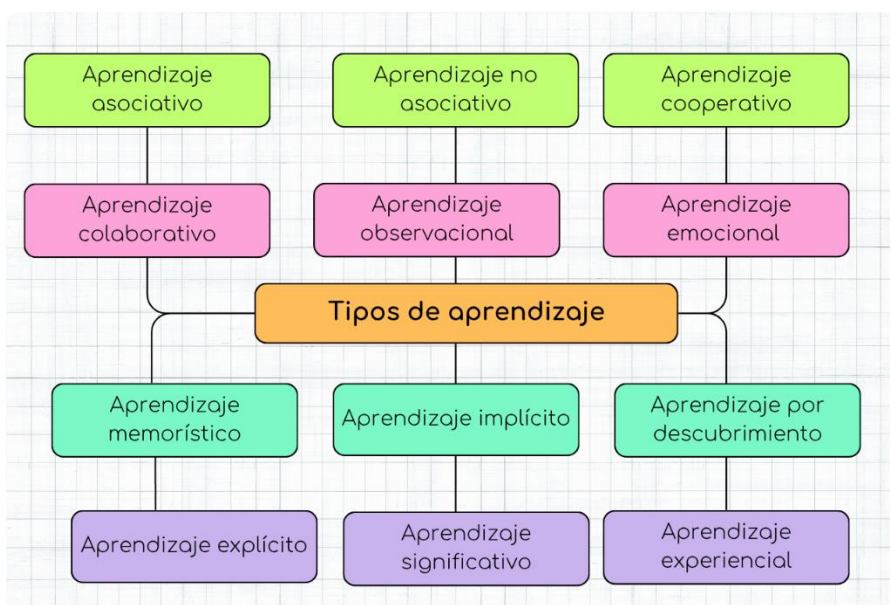 Aprendizaje
asociativo
Aprendizaje no
asociativo
Aprendizaje
cooperativo
Aprendizaje
colaborativo
Aprendizaje
observacional
Aprendizaje
emocional
Tipos de aprendizaje
Aprendizaje
memorístico
Aprendizaje implícito
Aprendizaje por
descubrimiento
Aprendizaje explícito
Aprendizaje
significativo
Aprendizaje
experiencial